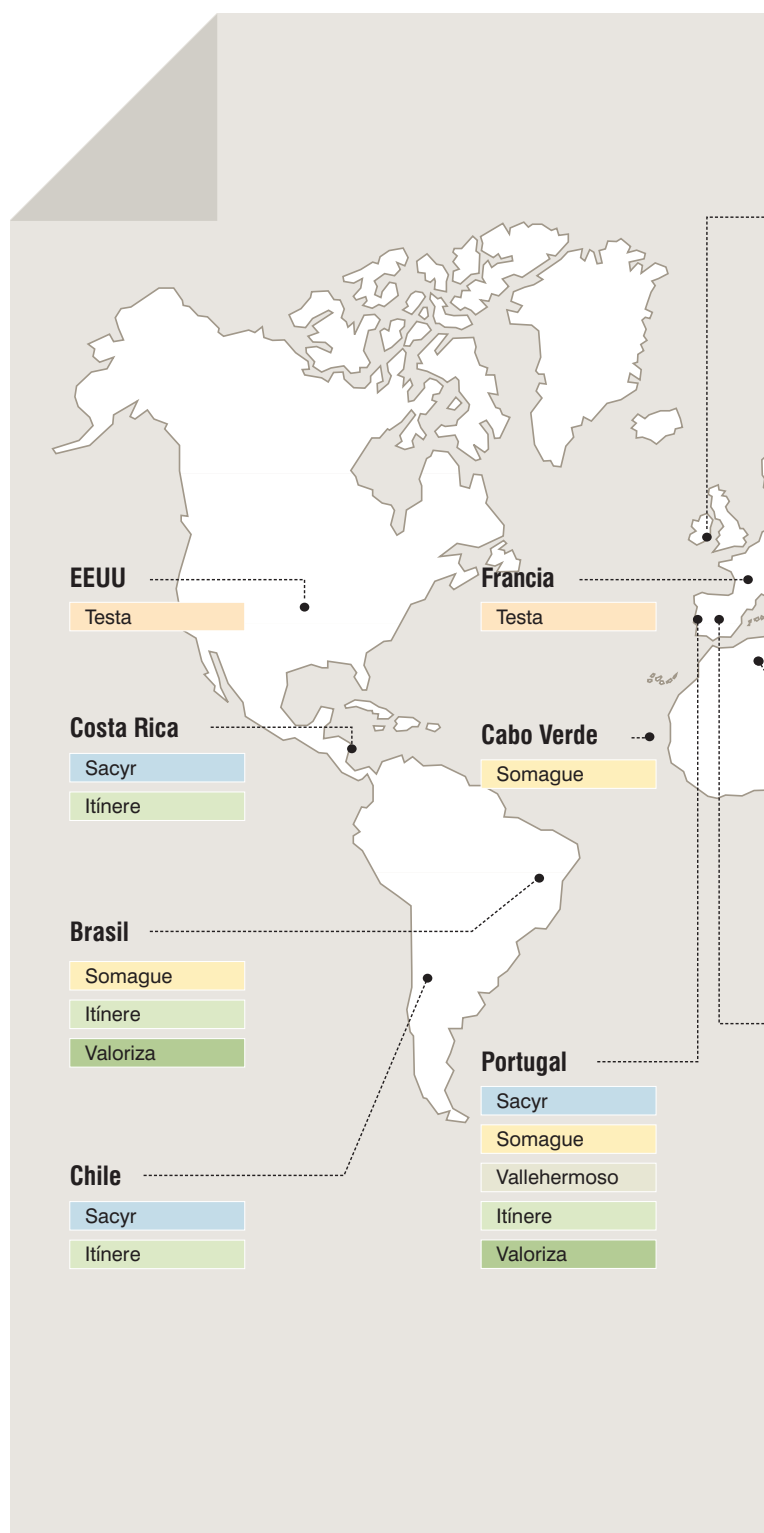 EEUU
Testa
Costa Rica
Sacyr
Itínere
Brasil
Somague
Itínere
Valoriza
Chile
Sacyr
Itínere
Francia
Testa
Cabo Verde
Somague
Portugal
Sacyr
Somague
Vallehermoso
Itínere
Valoriza